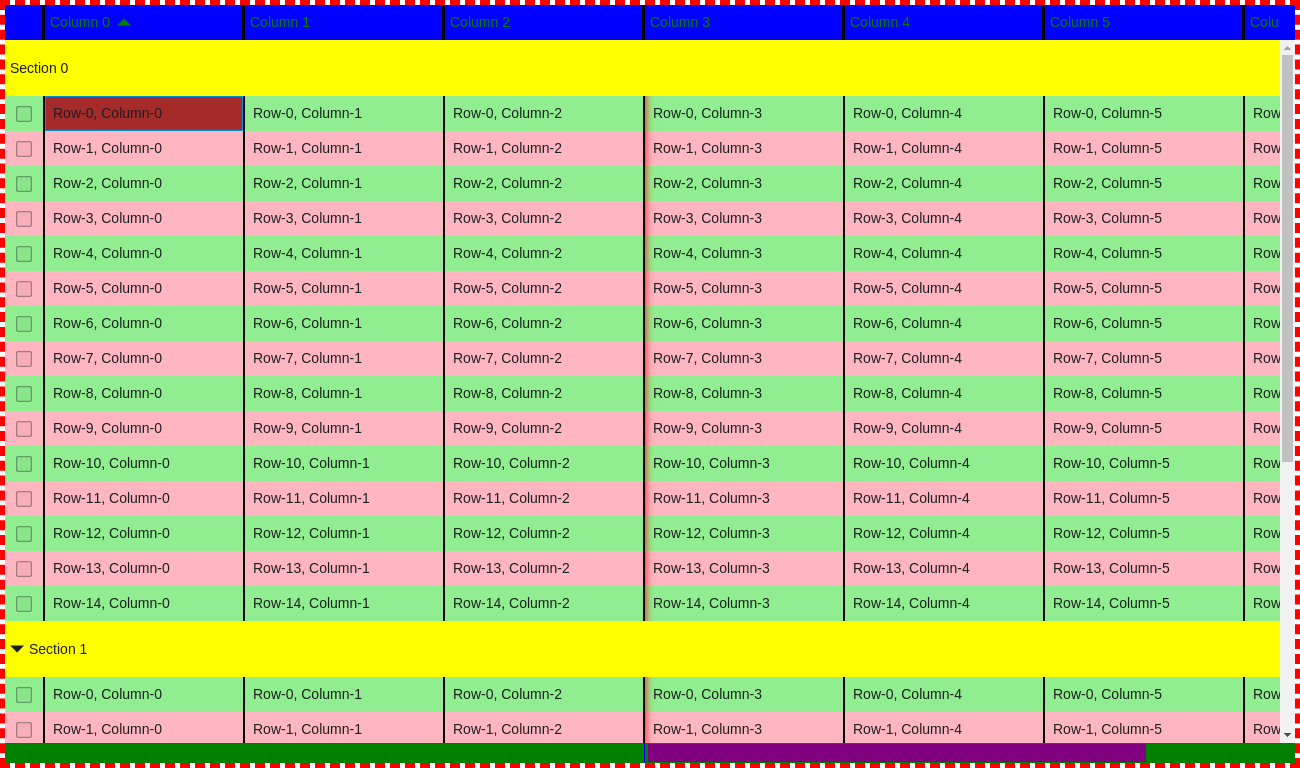 Column 0 Column 1 Column 2 Column 3 Column 4 Column 5 Colu
Section 0
Row-0, Column-0 Row-0, Column-1 Row-0, Column-2 Row-0, Column-3 Row-0, Column-4 Row-0, Column-5 Row
Row-1, Column-0 Row-1, Column-1 Row-1, Column-2 Row-1, Column-3 Row-1, Column-4 Row-1, Column-5 Row
Row-2, Column-0 Row-2, Column-1 Row-2, Column-2 Row-2, Column-3 Row-2, Column-4 Row-2, Column-5 Row
Row-3, Column-0 Row-3, Column-1 Row-3, Column-2 Row-3, Column-3 Row-3, Column-4 Row-3, Column-5 Row
Row-4, Column-0 Row-4, Column-1 Row-4, Column-2 Row-4, Column-3 Row-4, Column-4 Row-4, Column-5 Row
Row-5, Column-0 Row-5, Column-1 Row-5, Column-2 Row-5, Column-3 Row-5, Column-4 Row-5, Column-5 Row
Row-6, Column-0 Row-6, Column-1 Row-6, Column-2 Row-6, Column-3 Row-6, Column-4 Row-6, Column-5 Row
Row-7, Column-0 Row-7, Column-1 Row-7, Column-2 Row-7, Column-3 Row-7, Column-4 Row-7, Column-5 Row
Row-8, Column-0 Row-8, Column-1 Row-8, Column-2 Row-8, Column-3 Row-8, Column-4 Row-8, Column-5 Row
Row-9, Column-0 Row-9, Column-1 Row-9, Column-2 Row-9, Column-3 Row-9, Column-4 Row-9, Column-5 Row
Row-10, Column-0 Row-10, Column-1 Row-10, Column-2 Row-10, Column-3 Row-10, Column-4 Row-10, Column-5 Row
Row-11, Column-0 Row-11, Column-1 Row-11, Column-2 Row-11, Column-3 Row-11, Column-4 Row-11, Column-5 Row
Row-12, Column-0 Row-12, Column-1 Row-12, Column-2 Row-12, Column-3 Row-12, Column-4 Row-12, Column-5 Row
Row-13, Column-0 Row-13, Column-1 Row-13, Column-2 Row-13, Column-3 Row-13, Column-4 Row-13, Column-5 Row
Row-14, Column-0 Row-14, Column-1 Row-14, Column-2 Row-14, Column-3 Row-14, Column-4 Row-14, Column-5 Row
Section 1
Row-0, Column-0 Row-0, Column-1 Row-0, Column-2 Row-0, Column-3 Row-0, Column-4 Row-0, Column-5 Row
Row-1, Column-0 Row-1, Column-1 Row-1, Column-2 Row-1, Column-3 Row-1, Column-4 Row-1, Column-5 Row